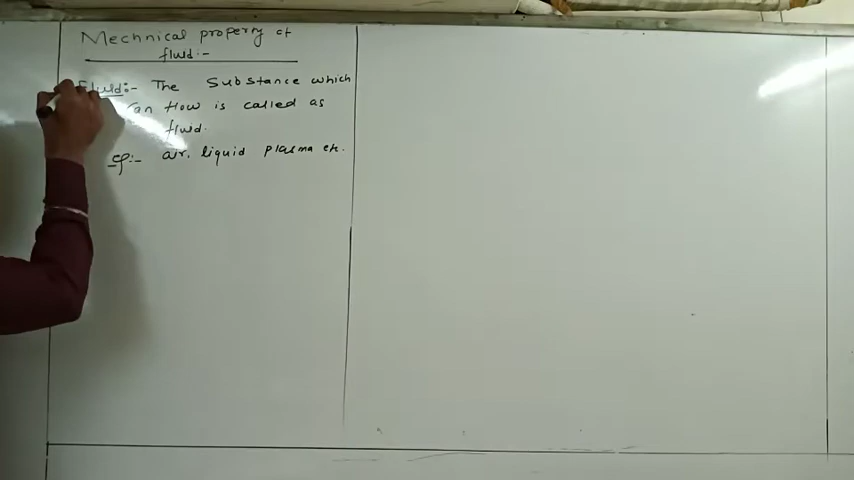 Mechnical property of
fluid:-
Fluid:- The Substance which
Can flow is called as
fluid.
eg:- air, liquid plasma etc.